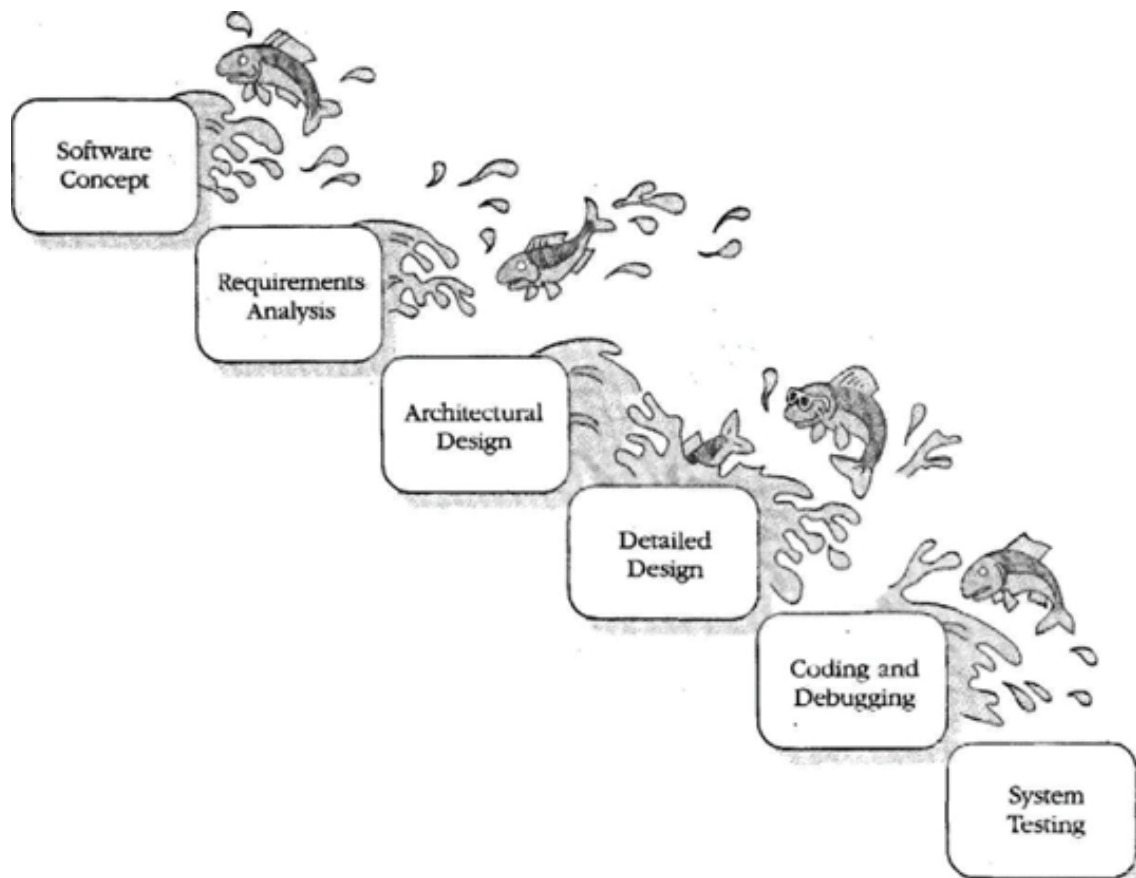 Software
Concept
Requirements
Analysis
Architectural
Design
Detailed
Design
Coding and
Debugging
System
Testing